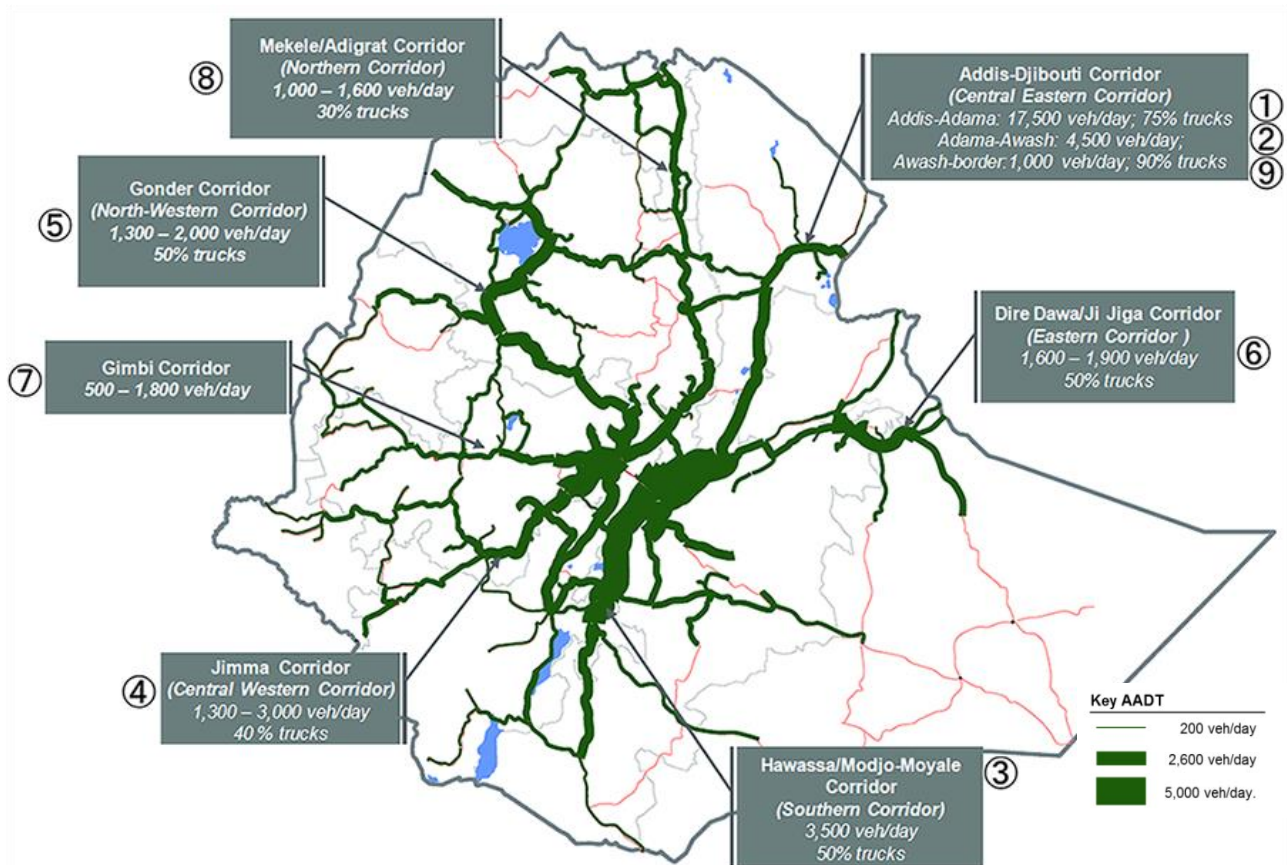 Mekele/Adigrat Corridor
(Northern Corridor)
1,000 – 1,600 veh/day
30% trucks
⑧
Addis-Djibouti Corridor
(Central Eastern Corridor)
Addis-Adama: 17,500 veh/day; 75% trucks
Adama-Awash: 4,500 veh/day;
Awash-border:1,000 veh/day; 90% trucks
①
②
⑨
Gonder Corridor
(North-Western Corridor)
1,300 – 2,000 veh/day
50% trucks
⑤
Dire Dawa/Ji Jiga Corridor
(Eastern Corridor )
1,600 – 1,900 veh/day
50% trucks
⑥
Gimbi Corridor
500 – 1,800 veh/day
⑦
Jimma Corridor
(Central Western Corridor)
1,300 – 3,000 veh/day
40 % trucks
④
Hawassa/Modjo-Moyale
Corridor
(Southern Corridor)
3,500 veh/day
50% trucks
③
Key AADT
200 veh/day
2,600 veh/day
5,000 veh/day.